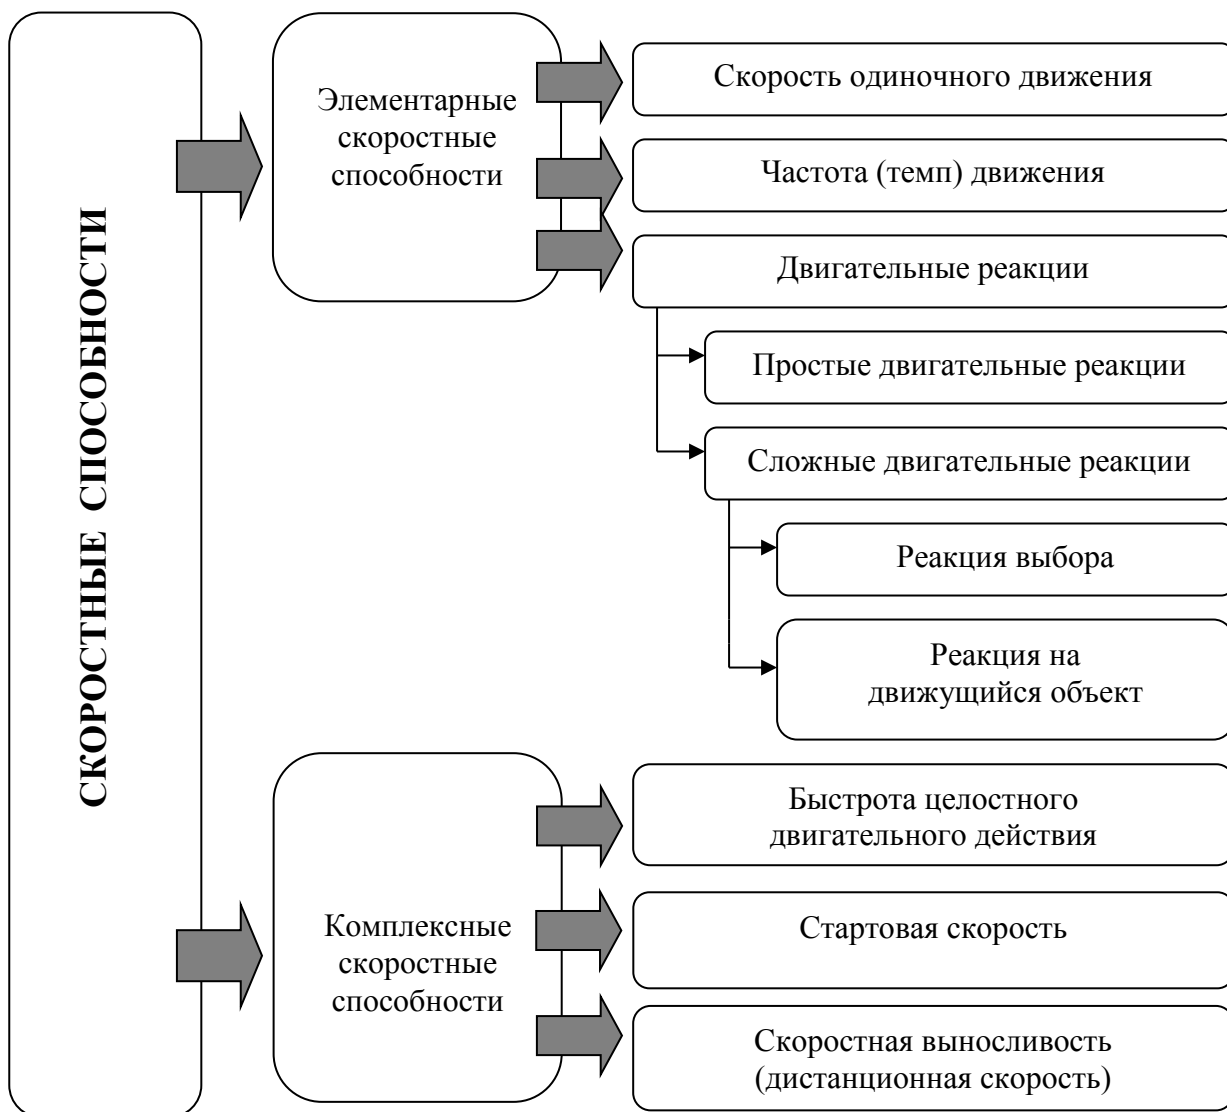 СКОРОСТНЫЕ СПОСОБНОСТИ
Элементарные
скоростные
способности
Скорость одиночного движения
Частота (темп) движения
Двигательные реакции
Простые двигательные реакции
Сложные двигательные реакции
Реакция выбора
Реакция на
движущийся объект
Комплексные
скоростные
способности
Быстрота целостного
двигательного действия
Стартовая скорость
Скоростная выносливость
(дистанционная скорость)